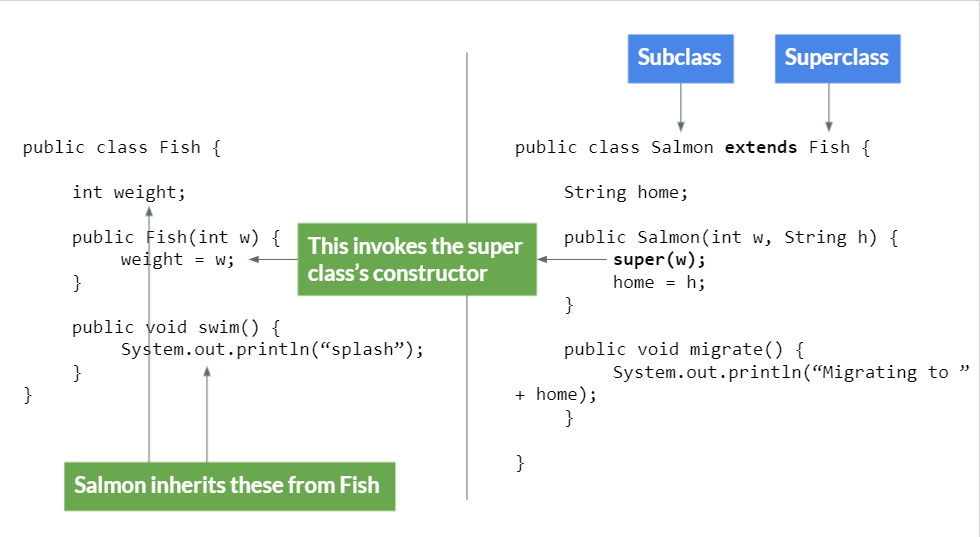 Subclass
Superclass
public class Fish {
int weight;
public Fish(int w) {
weight = w;
}
public void swim() {
System.out.println(“splash”);
}
}
Salmon inherits these from Fish
This invokes the super
class’s constructor
public class Salmon extends Fish {
String home;
public Salmon(int w, String h) {
super(w);
home = h;
}
public void migrate() {
System.out.println(“Migrating to ”
+ home);
}
}